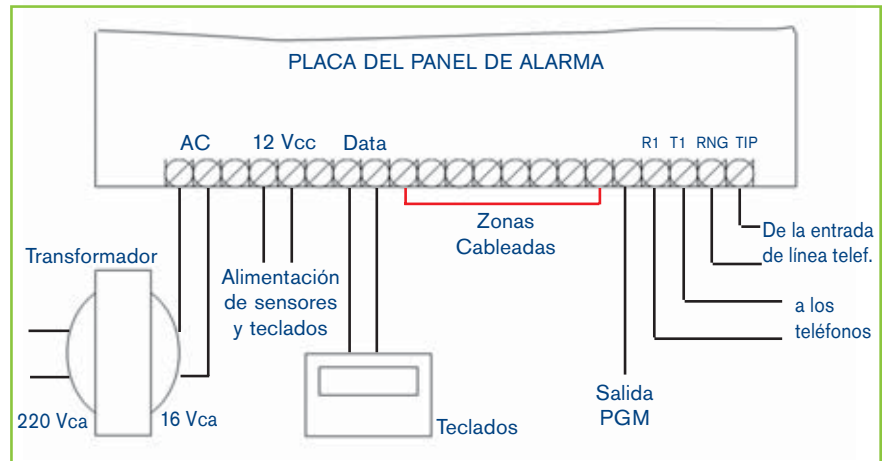 PLACA DEL PANEL DE ALARMA
AC
12 Vcc
Data
R1 T1 RNG TIP
Zonas
Cableadas
De la entrada
de línea telef.
Transformador
Alimentación
de sensores
y teclados
a los
teléfonos
Salida
PGM
220 Vca
16 Vca
Teclados